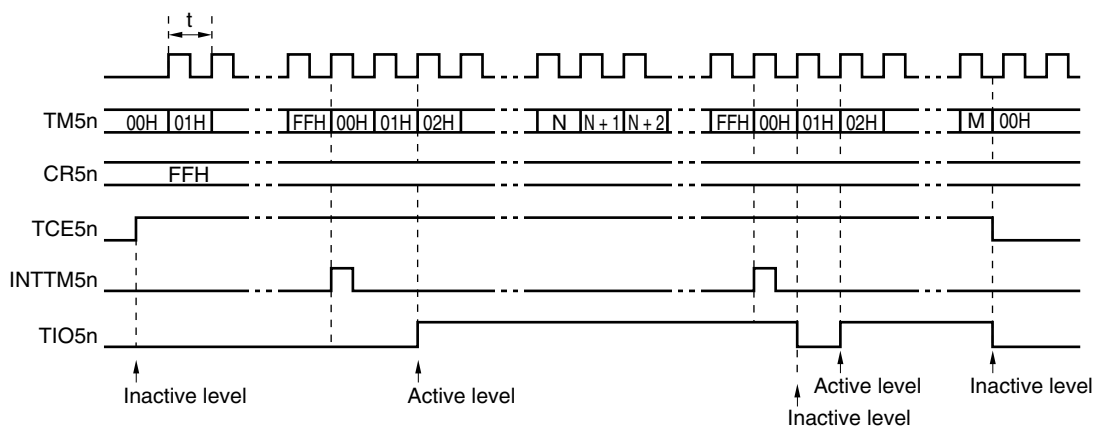 t
TM5n 00H 01H FFH 00H 01H 02H N N + 1 N + 2 FFH 00H 01H 02H M 00H
CR5n FFH
TCE5n
INTTM5n
TIO5n
Inactive level Active level Active level Inactive level
Inactive level